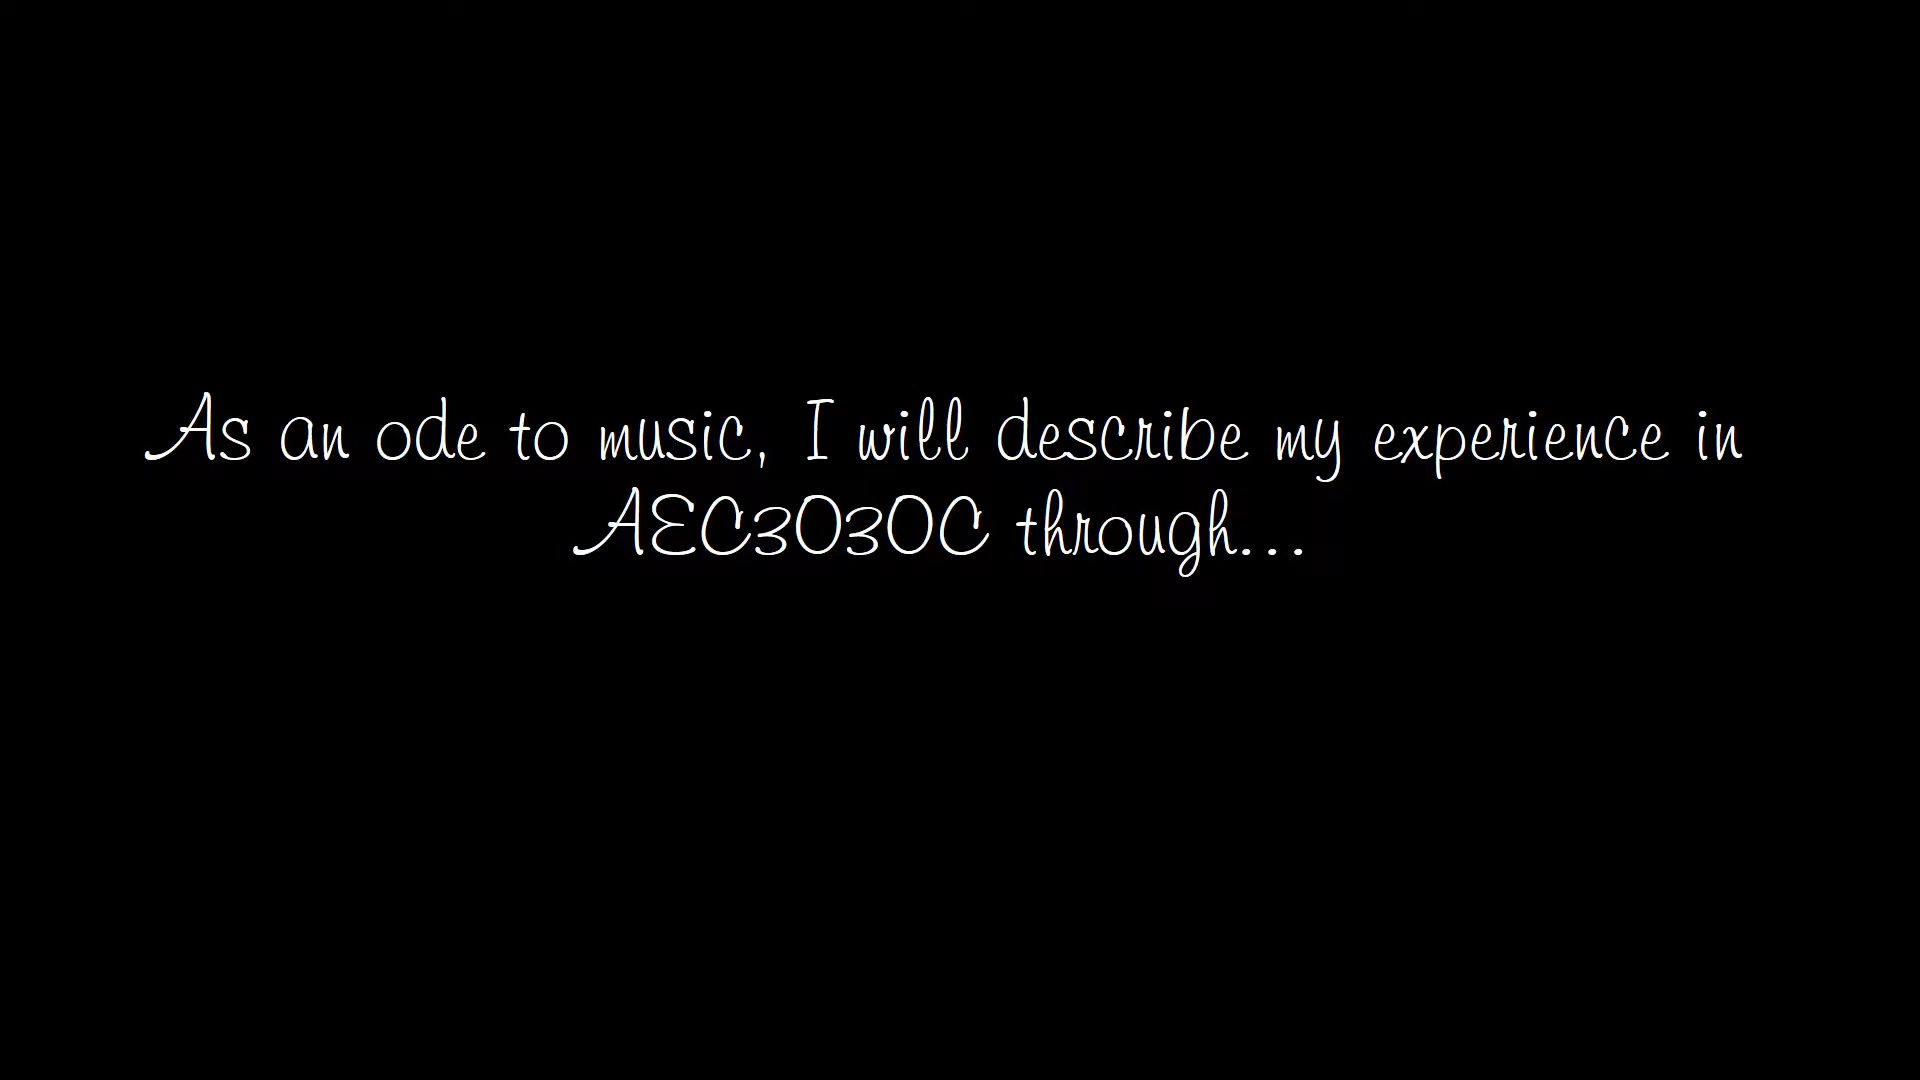 As an ode to music, I will describe my experience in
AEC3030C through...